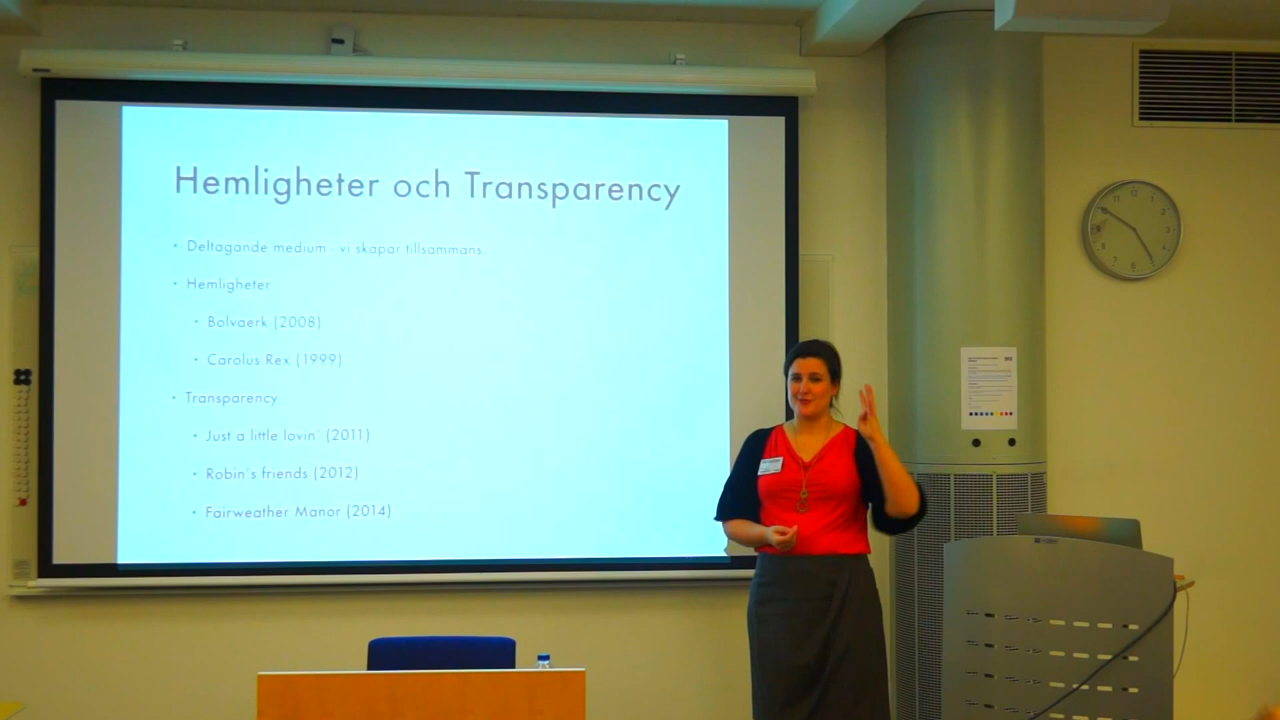 Hemligheter och Transparency
• Deltagande medium - vi skapar tillsammans.
• Hemligheter
• Bolvaerk (2008)
• Carolus Rex (1999)
• Transparency
• Just a little lovin' (2011)
• Robin's friends (2012)
• Fairweather Manor (2014)